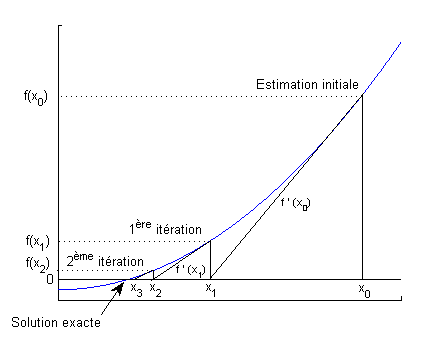 Estimation initiale
f(x0)
f'(x0)
1ère itération
f(x1)
2ème itération
f(x2)
f'(x1)
0
x3 x2 x1 x0
Solution exacte